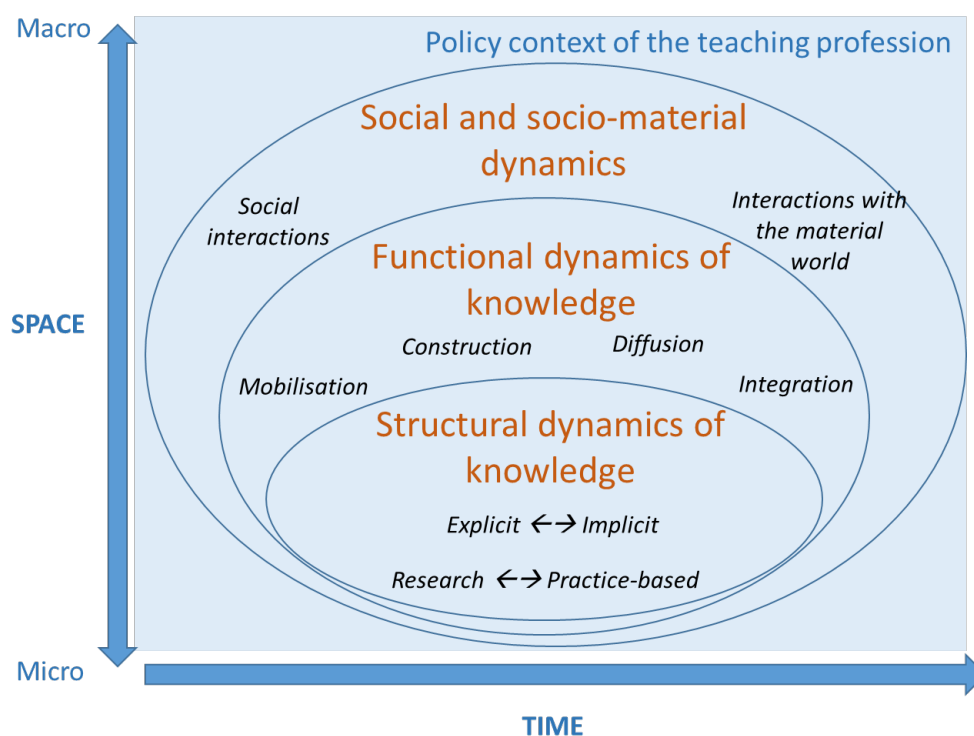 Macro
Policy context of the teaching profession
Social and socio-material
dynamics
Social
interactions
Interactions with
the material
world
Functional dynamics of
knowledge
SPACE
Construction
Diffusion
Mobilisation
Integration
Structural dynamics of
knowledge
Explicit ←→ Implicit
Research ←→ Practice-based
Micro
TIME